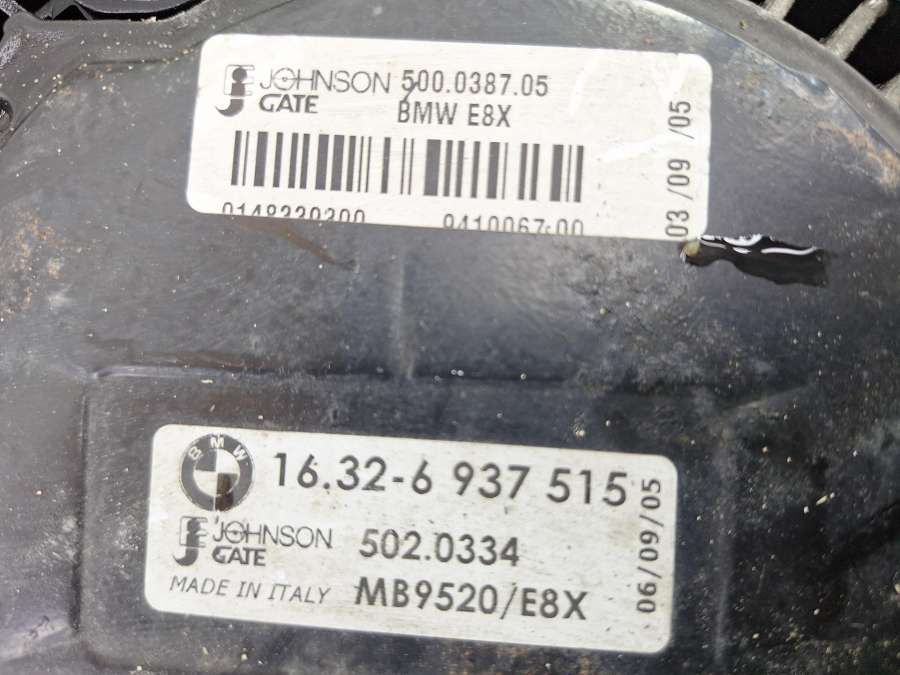 JOHNSON 500.0387.05
GATE BMW E8X
0148330300 9410067:00
03/09/05
BMW
16.32-6 937 515
JOHNSON
GATE 502.0334
MADE IN ITALY MB9520/E8X
06/09/05